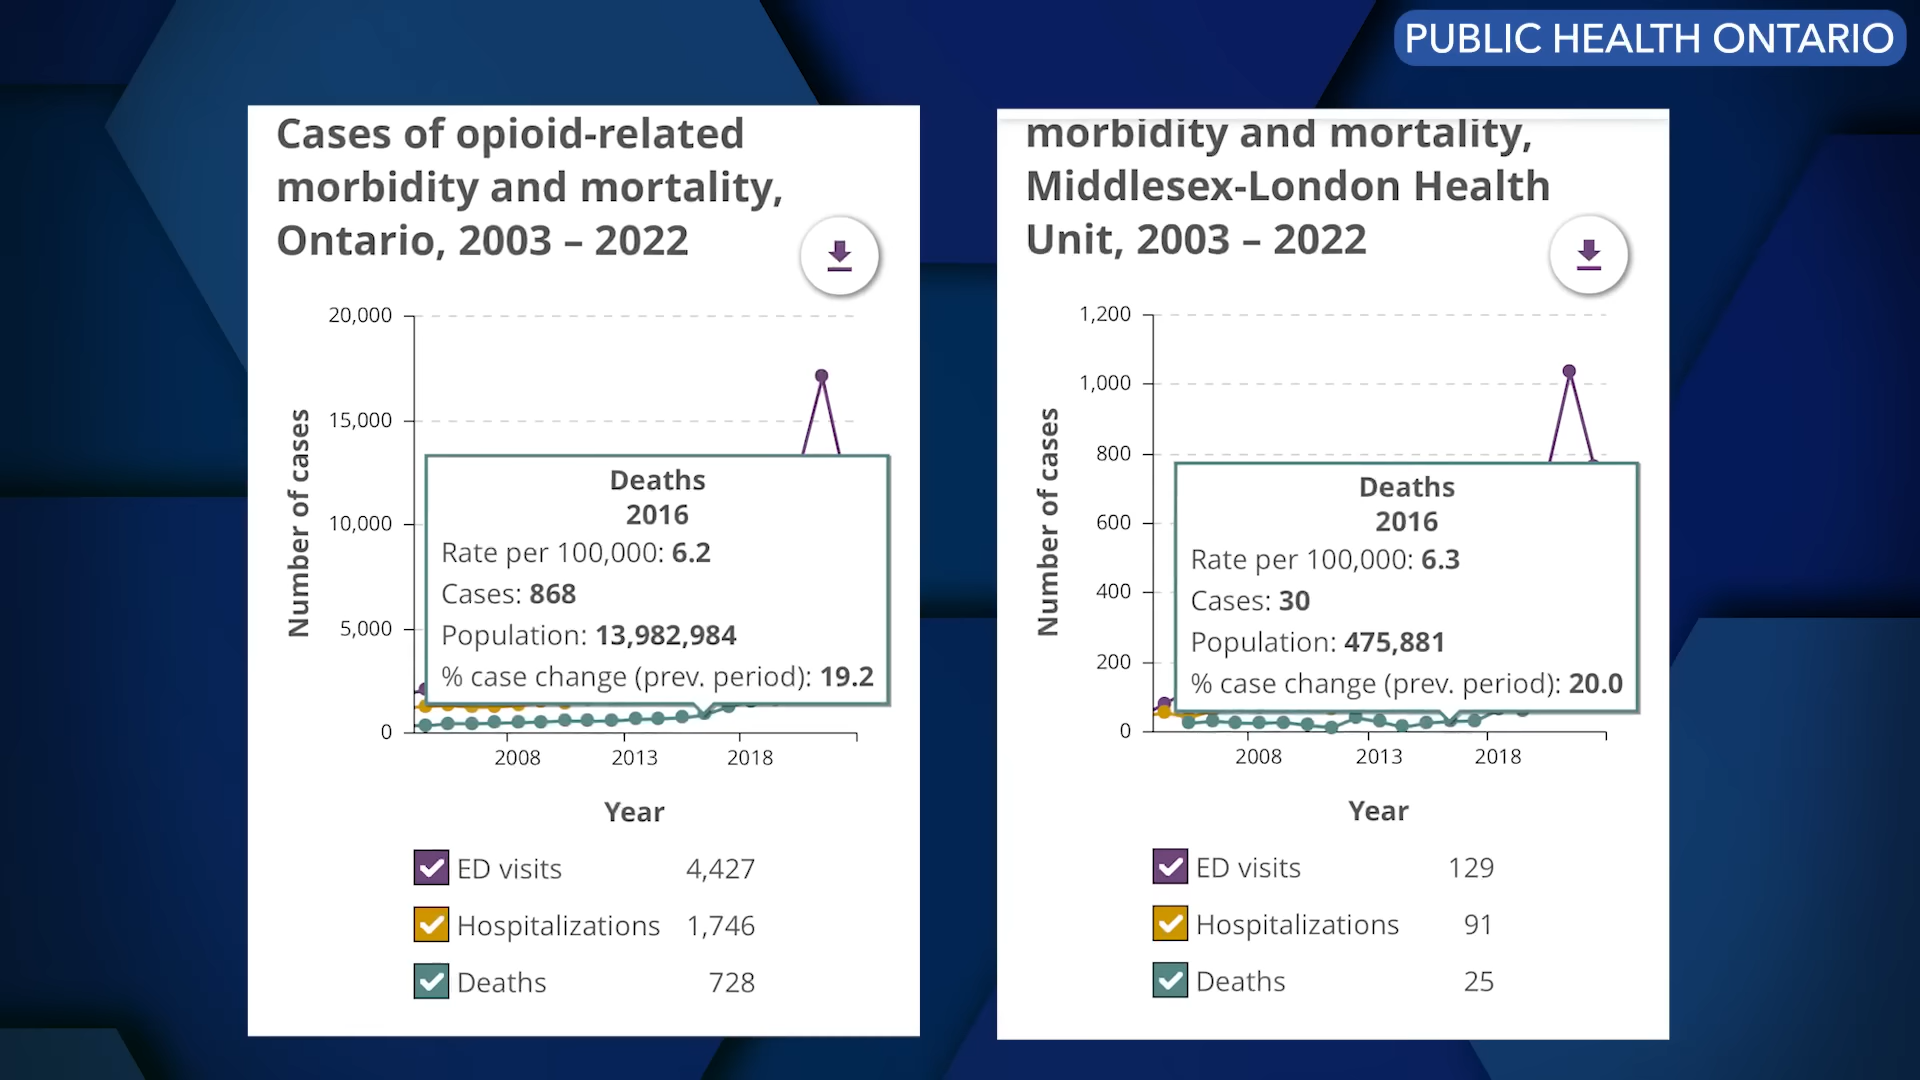 PUBLIC HEALTH ONTARIO
Cases of opioid-related
morbidity and mortality,
Ontario, 2003 – 2022
20,000
15,000
10,000
5,000
0
Number of cases
Deaths
2016
Rate per 100,000: 6.2
Cases: 868
Population: 13,982,984
% case change (prev. period): 19.2
2008 2013 2018
Year
ED visits 4,427
Hospitalizations 1,746
Deaths 728
morbidity and mortality,
Middlesex-London Health
Unit, 2003 – 2022
1,200
1,000
800
600
400
200
0
Number of cases
Deaths
2016
Rate per 100,000: 6.3
Cases: 30
Population: 475,881
% case change (prev. period): 20.0
2008 2013 2018
Year
ED visits 129
Hospitalizations 91
Deaths 25